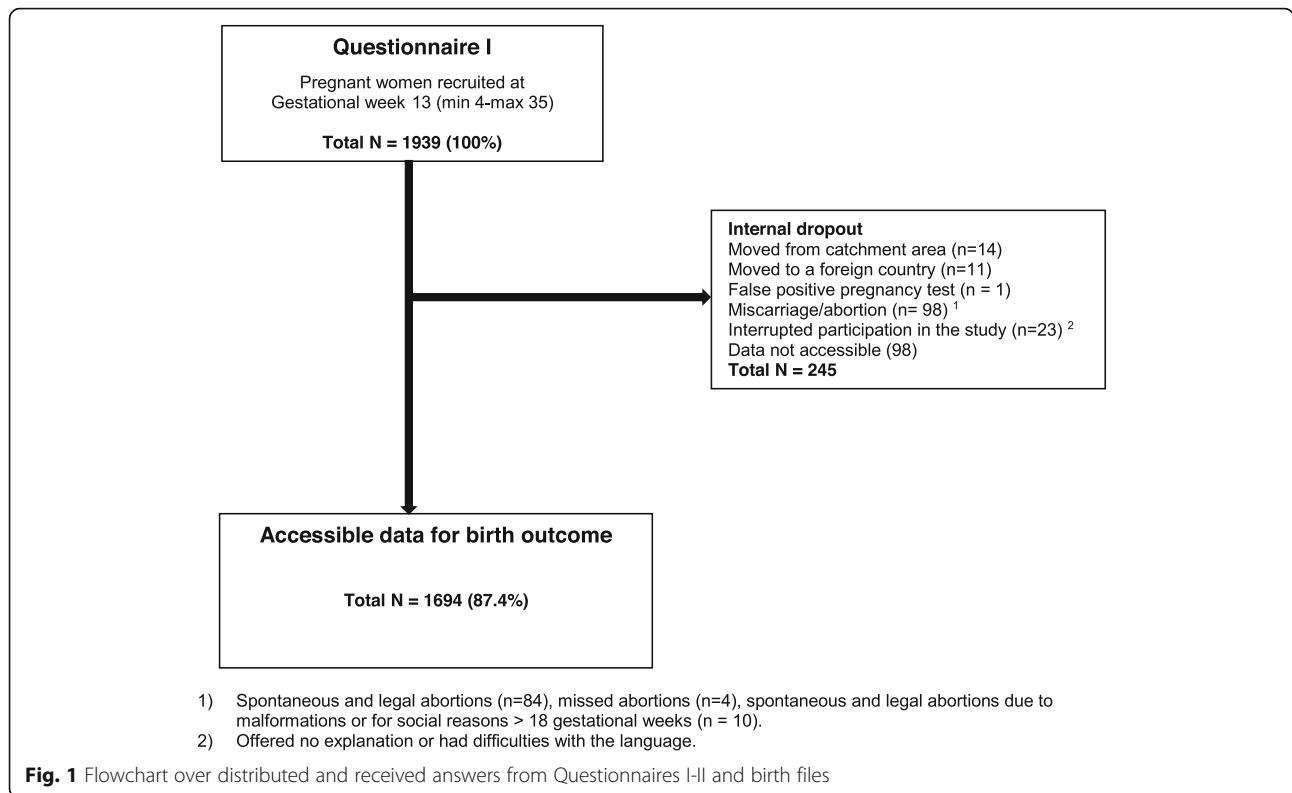 Questionnaire I
Pregnant women recruited at
Gestational week 13 (min 4-max 35)
Total N = 1939 (100%)
Internal dropout
Moved from catchment area (n=14)
Moved to a foreign country (n=11)
False positive pregnancy test (n = 1)
Miscarriage/abortion (n= 98) 1
Interrupted participation in the study (n=23) 2
Data not accessible (98)
Total N = 245
Accessible data for birth outcome
Total N = 1694 (87.4%)
1) Spontaneous and legal abortions (n=84), missed abortions (n=4), spontaneous and legal abortions due to
malformations or for social reasons > 18 gestational weeks (n = 10).
2) Offered no explanation or had difficulties with the language.
Fig. 1 Flowchart over distributed and received answers from Questionnaires I-II and birth files